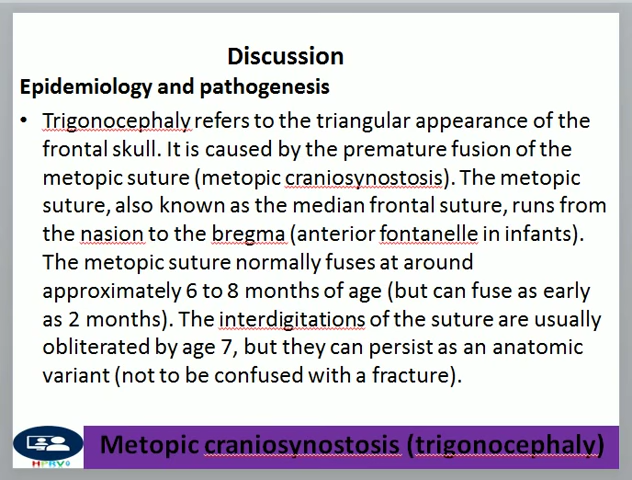 Discussion
Epidemiology and pathogenesis
• Trigonocephaly refers to the triangular appearance of the
frontal skull. It is caused by the premature fusion of the
metopic suture (metopic craniosynostosis). The metopic
suture, also known as the median frontal suture, runs from
the nasion to the bregma (anterior fontanelle in infants).
The metopic suture normally fuses at around
approximately 6 to 8 months of age (but can fuse as early
as 2 months). The interdigitations of the suture are usually
obliterated by age 7, but they can persist as an anatomic
variant (not to be confused with a fracture).
Metopic craniosynostosis (trigonocephaly)